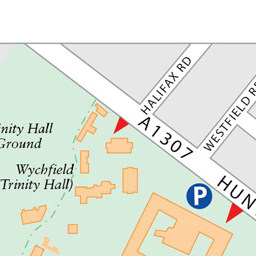 HALIFAX RD
WESTFIELD
A1307
inity Hall
Ground
Wychfield
(Trinity Hall)
P
HUN